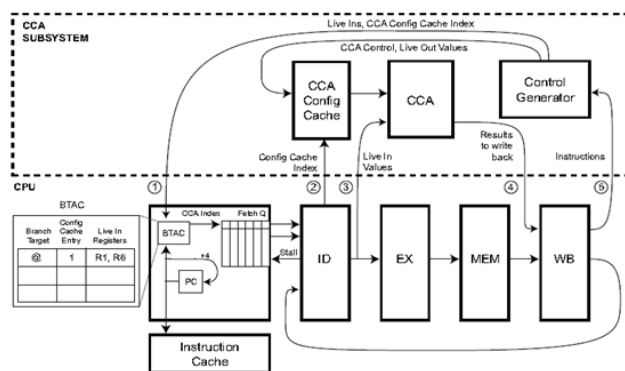 CCA
SUBSYSTEM
Live Ins, CCA Config Cache Index
CCA Control, Live Out Values
CCA
Config
Cache
CCA
Control
Generator
Config Cache
Index
Live In
Values
Results
to write
back
Instructions
CPU
1
2
3
4
5
BTAC
Branch
Target
Config
Cache
Entry
Live In
Registers
@
1
R1, R6
BTAC
CCA Index
Fetch Q
+4
PC
Stall
ID
EX
MEM
WB
Instruction
Cache